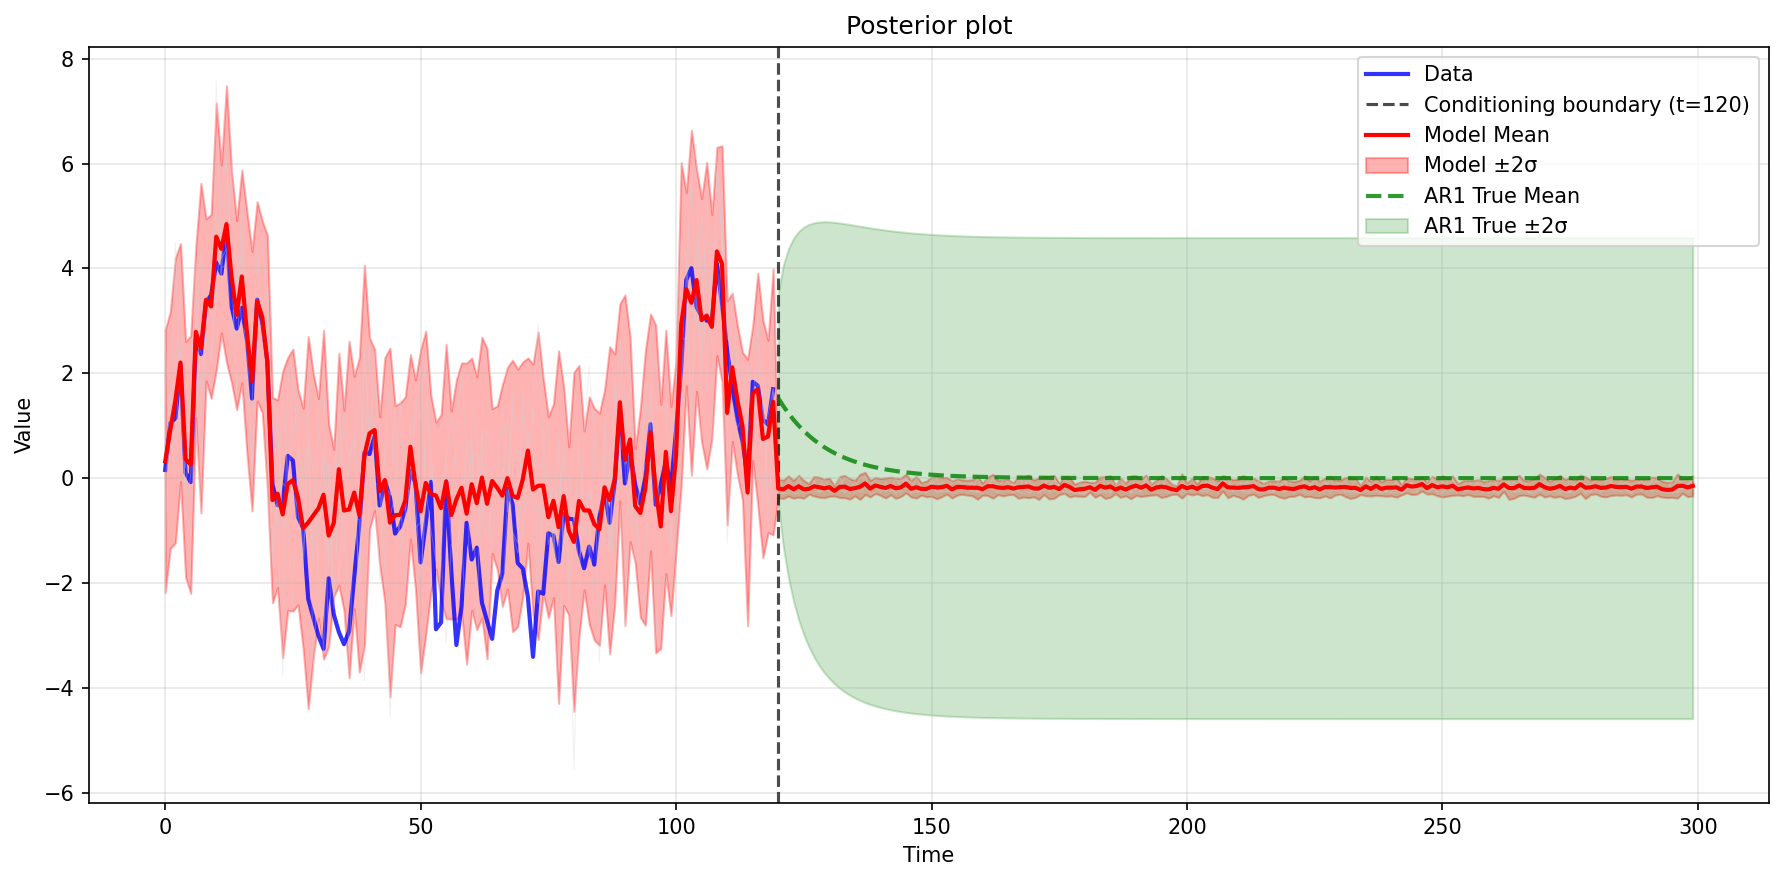 Posterior plot
Data
Conditioning boundary (t=120)
Model Mean
Model ±2σ
AR1 True Mean
AR1 True ±2σ
Value
8
6
4
2
0
−2
−4
−6
0 50 100 150 200 250 300
Time